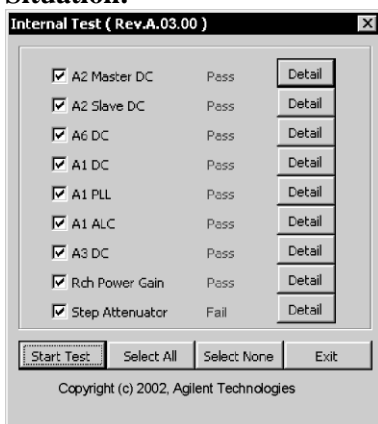 Situation:
Internal Test ( Rev.A.03.00 )
A2 Master DC Pass Detail
A2 Slave DC Pass Detail
A6 DC Pass Detail
A1 DC Pass Detail
A1 PLL Pass Detail
A1 ALC Pass Detail
A3 DC Pass Detail
Rch Power Gain Pass Detail
Step Attenuator Fail Detail
Start Test Select All Select None Exit
Copyright (c) 2002, Agilent Technologies